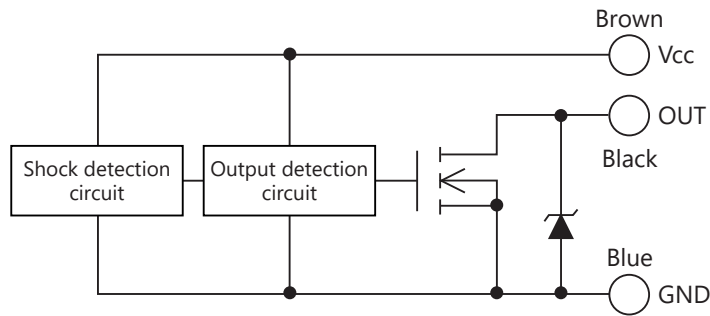 Brown
Vcc
OUT
Black
Shock detection
circuit
Output detection
circuit
Blue
GND